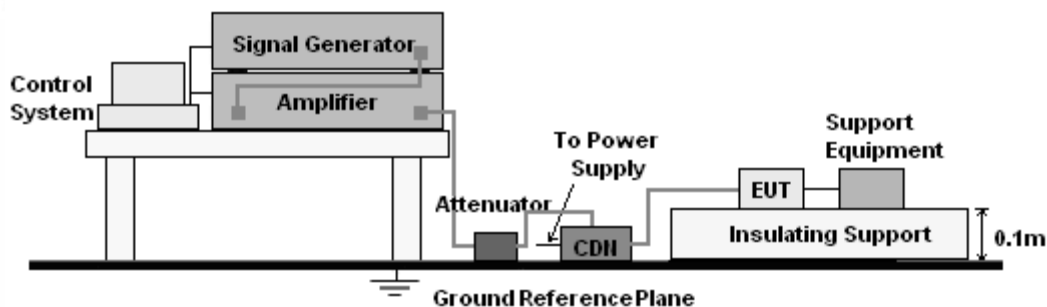 Signal Generator
Control
System
Amplifier
To Power
Supply
Support
Equipment
Attenuator
EUT
CDN
Insulating Support
0.1m
Ground Reference Plane